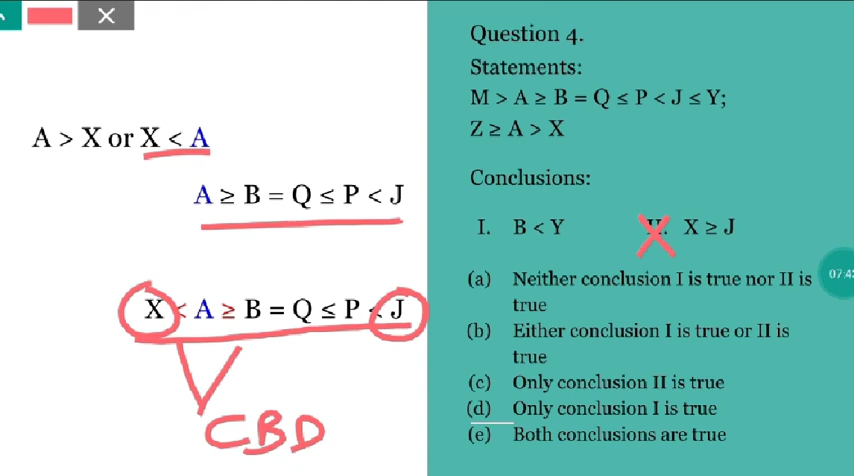 A > X or X < A
A ≥ B = Q ≤ P < J
X < A ≥ B = Q ≤ P < J
CBD
Question 4.
Statements:
M > A ≥ B = Q ≤ P < J ≤ Y;
Z ≥ A > X
Conclusions:
I. B < Y II. X ≥ J
(a) Neither conclusion I is true nor II is
true
(b) Either conclusion I is true or II is
true
(c) Only conclusion II is true
(d) Only conclusion I is true
(e) Both conclusions are true